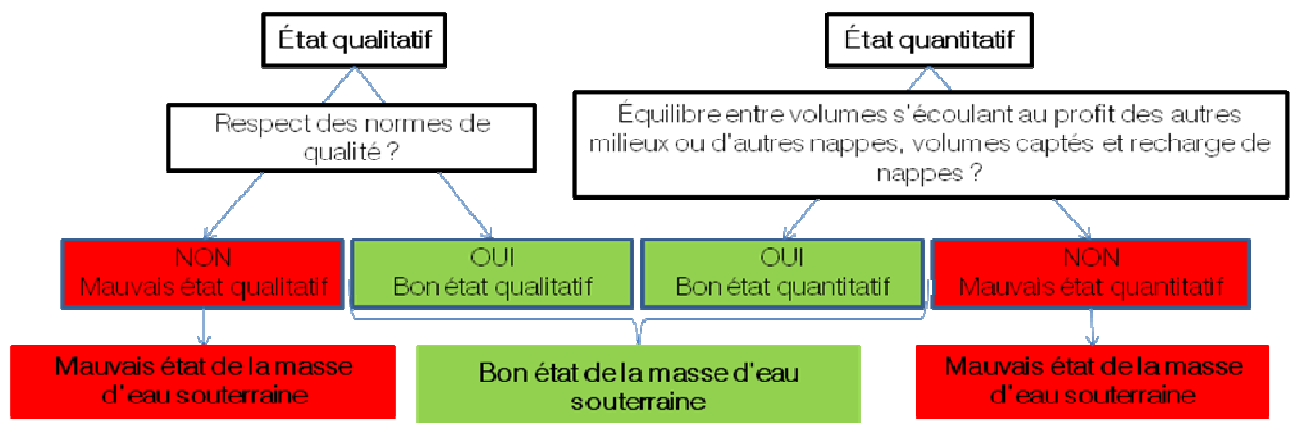 État qualitatif
État quantitatif
Respect des normes de
qualité ?
Équilibre entre volumes s'écoulant au profit des autres
milieux ou d'autres nappes, volumes captés et recharge de
nappes ?
NON
Mauvais état qualitatif
OUI
Bon état qualitatif
OUI
Bon état quantitatif
NON
Mauvais état quantitatif
Mauvais état de la masse
d'eau souterraine
Bon état de la masse d'eau
souterraine
Mauvais état de la masse
d'eau souterraine